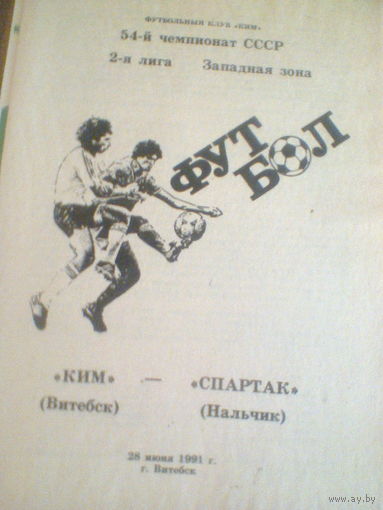 ФУТБОЛЬНЫЙ КЛУБ «КИМ»
54-й чемпионат СССР
2-я лига Западная зона
ФУТ
БОЛ
«КИМ» — «СПАРТАК»
(Витебск) (Нальчик)
28 июня 1991 г.
г. Витебск
www.ay.by